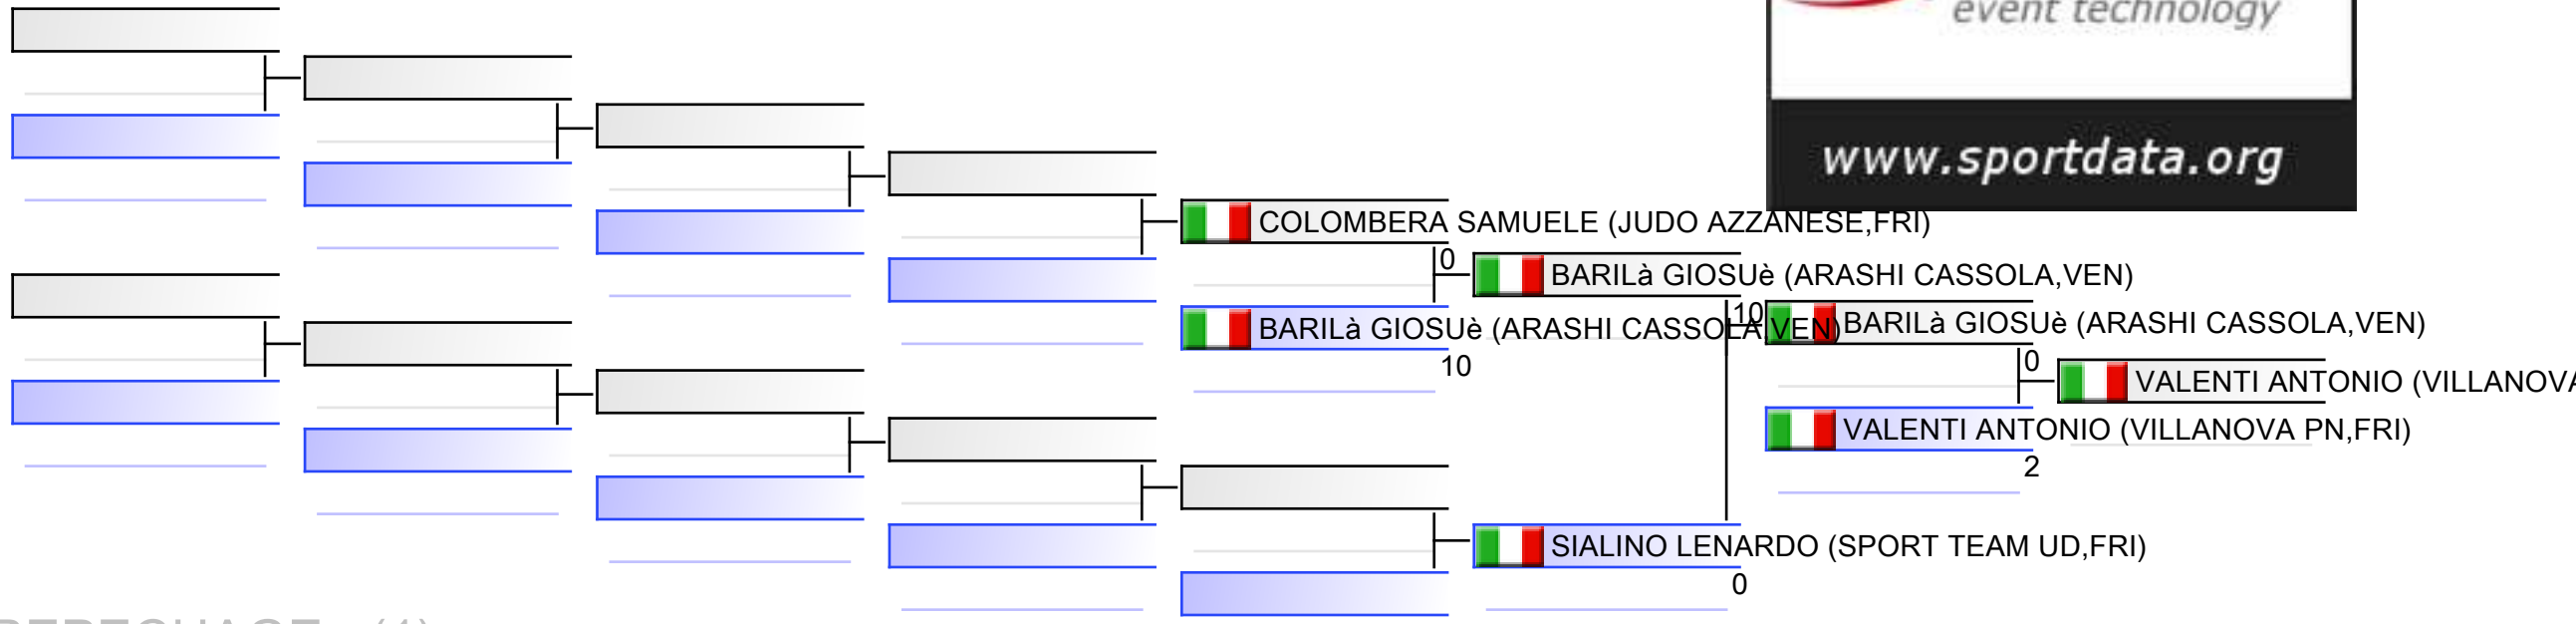 event technology
www.sportdata.org
COLOMBERA SAMUELE (JUDO AZZANESE,FRI)
0
BARILà GIOSUè (ARASHI CASSOLA,VEN)
10
BARILà GIOSUè (ARASHI CASSOLA,VEN)
BARILà GIOSUè (ARASHI CASSOLA,VEN)
10
0
VALENTI ANTONIO (VILLANOVA
VALENTI ANTONIO (VILLANOVA PN,FRI)
2
SIALINO LENARDO (SPORT TEAM UD,FRI)
0